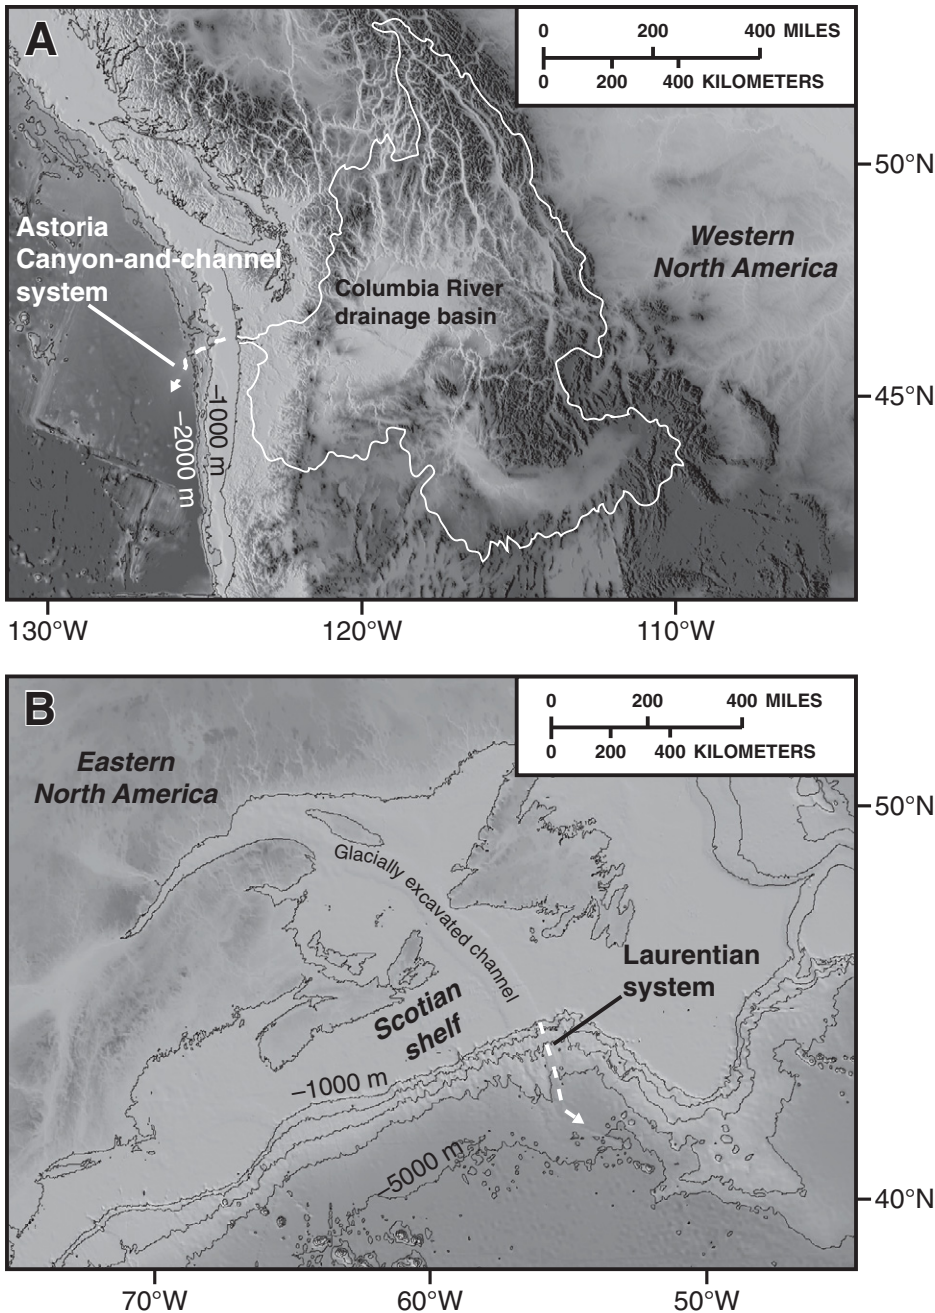 A
0 200 400 MILES
0 200 400 KILOMETERS
50°N
Astoria
Canyon-and-channel
system
Western
North America
Columbia River
drainage basin
45°N
–1000 m
–2000 m
130°W 120°W 110°W
B
0 200 400 MILES
0 200 400 KILOMETERS
Eastern
North America
50°N
Glacially excavated channel
Laurentian
system
Scotian
shelf
–1000 m
–5000 m
40°N
70°W 60°W 50°W